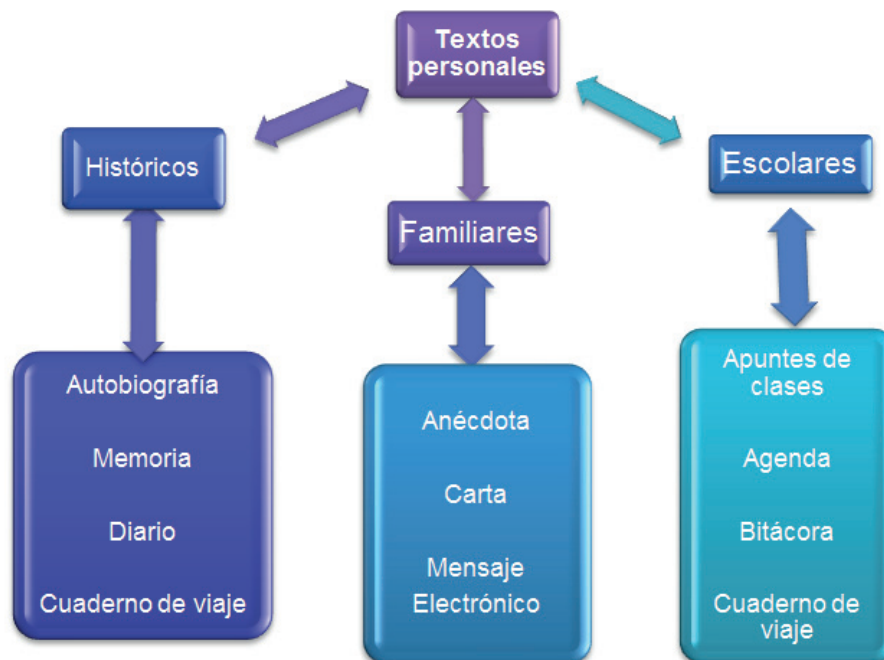 Textos
personales
Históricos
Familiares
Escolares
Autobiografía
Memoria
Diario
Cuaderno de viaje
Anécdota
Carta
Mensaje
Electrónico
Apuntes de
clases
Agenda
Bitácora
Cuaderno de
viaje